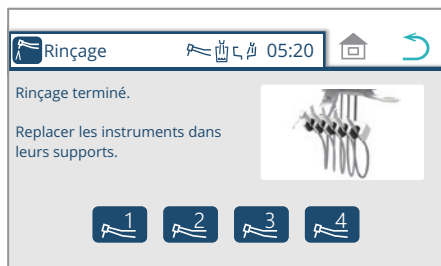 Rinçage 05:20
Rinçage terminé.
Replacer les instruments dans
leurs supports.
1 2 3 4